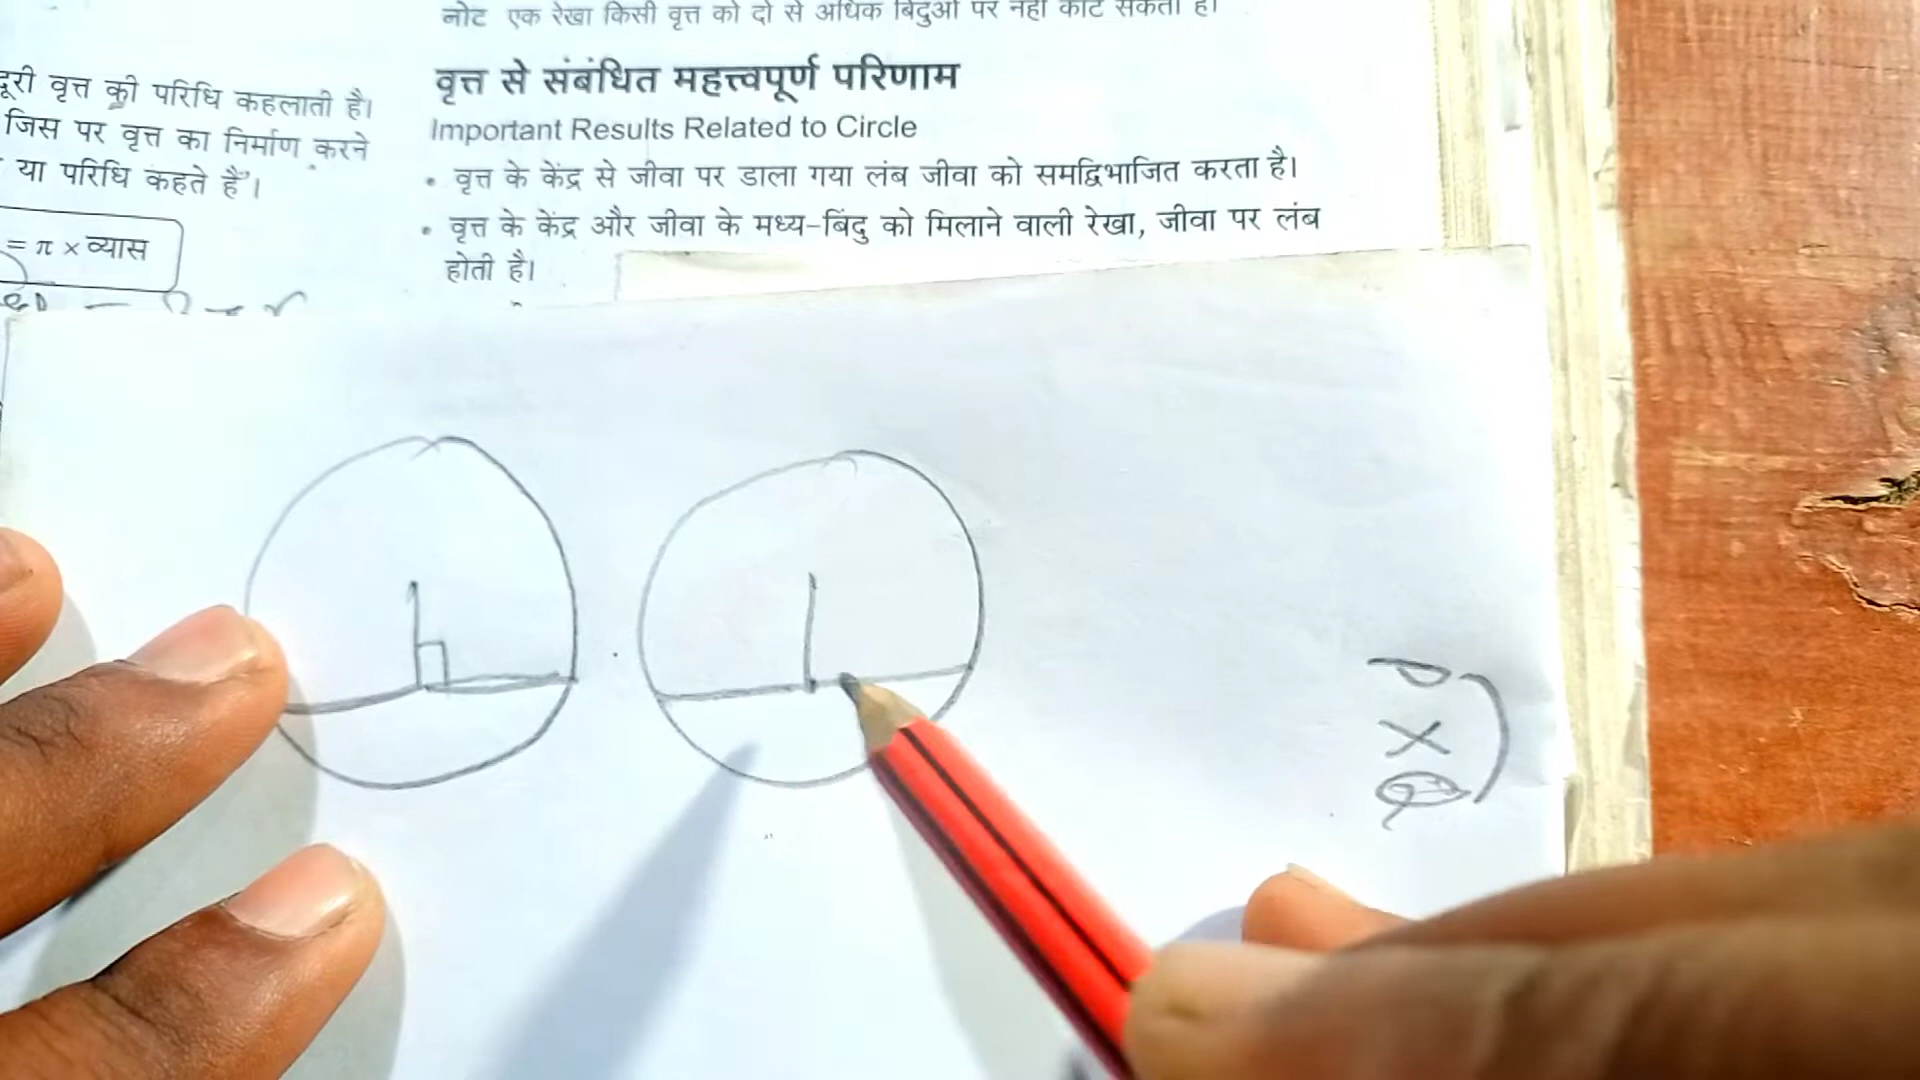 नोट एक रेखा किसी वृत्त को दो से अधिक बिंदुओं पर नहीं काट सकती है।
दूरी वृत्त की परिधि कहलाती है।
जिस पर वृत्त का निर्माण करने
या परिधि कहते हैं"।
= π × व्यास
वृत्त से संबंधित महत्त्वपूर्ण परिणाम
Important Results Related to Circle
• वृत्त के केंद्र से जीवा पर डाला गया लंब जीवा को समद्विभाजित करता है।
• वृत्त के केंद्र और जीवा के मध्य-बिंदु को मिलाने वाली रेखा, जीवा पर लंब
होती है।